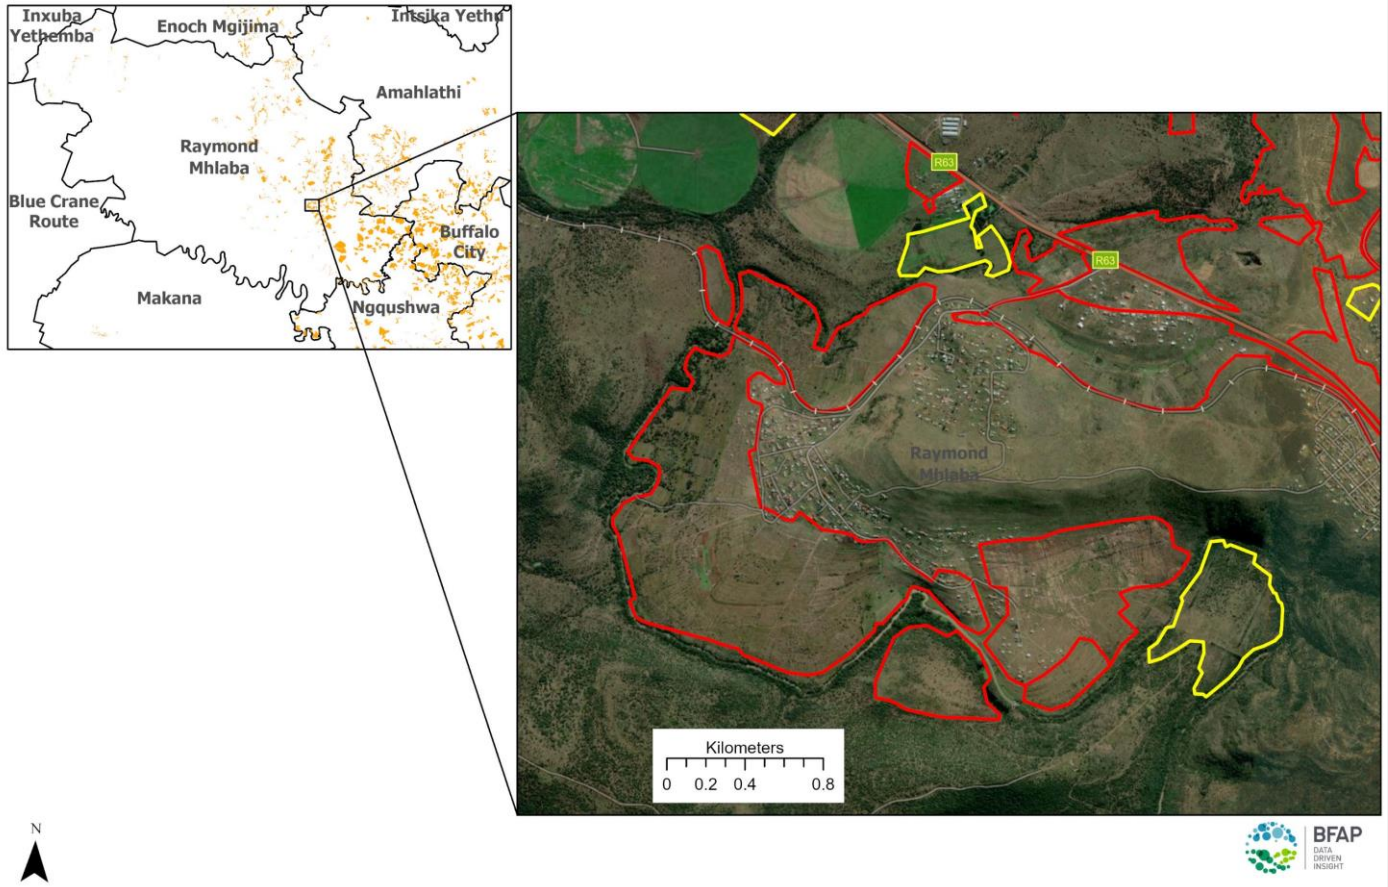 Inxuba
Yethemba
Enoch Mgijima
Intsika Yethu
Amahlathi
Raymond
Mhlaba
Blue Crane
Route
Buffalo
City
Makana
Ngqushwa
R63
R63
Raymond
Mhlaba
Kilometers
0 0.2 0.4 0.8
N
BFAP
DATA
DRIVEN
INSIGHT